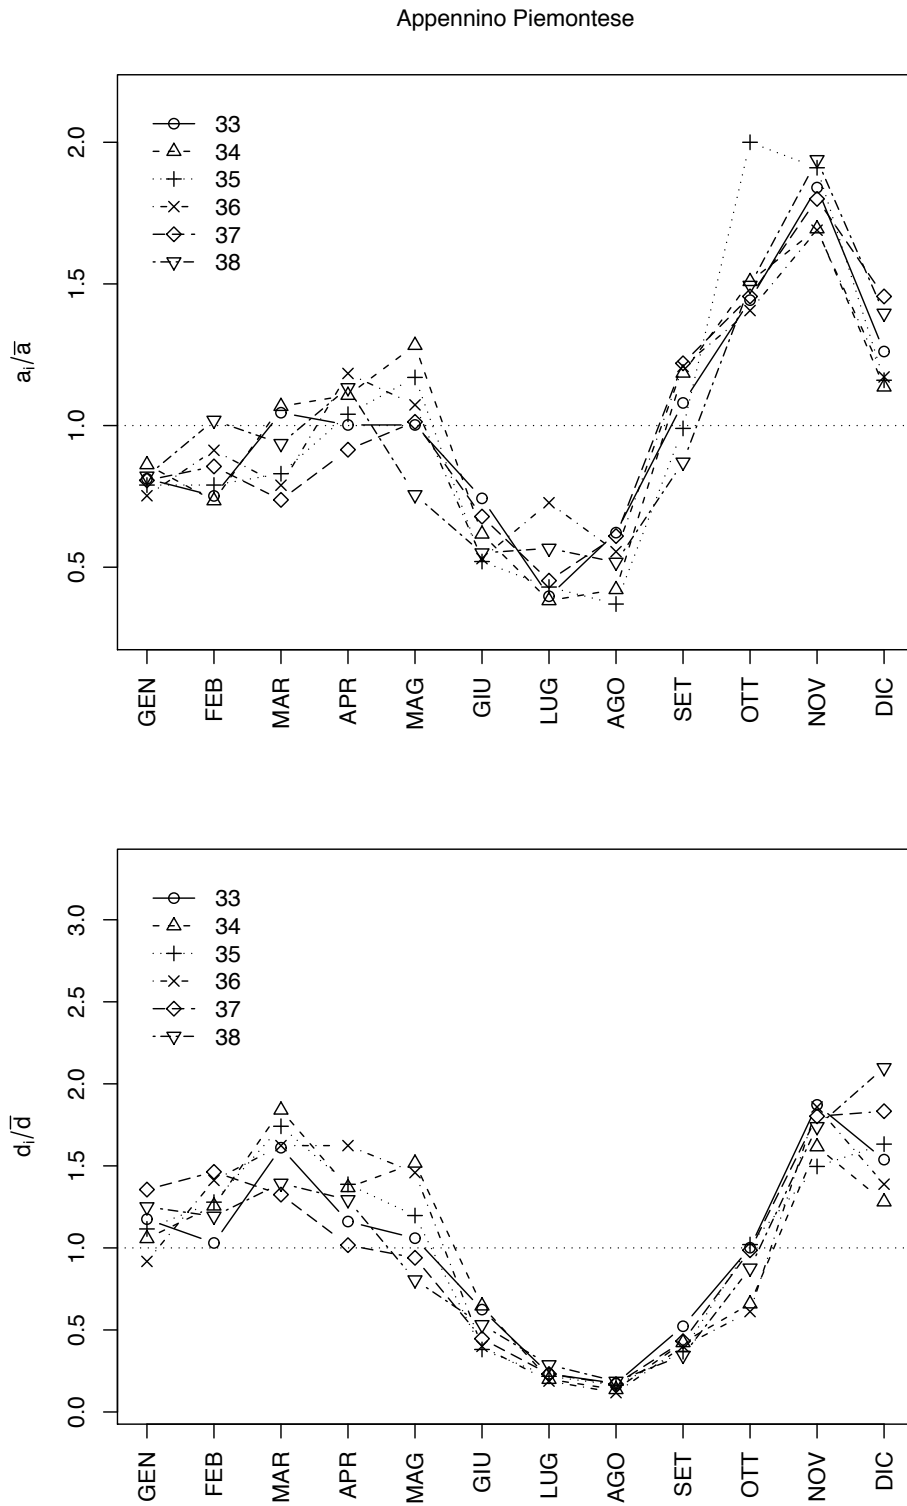 Appennino Piemontese
33
34
35
36
37
38
aᵢ/a̅
2.0
1.5
1.0
0.5
GEN
FEB
MAR
APR
MAG
GIU
LUG
AGO
SET
OTT
NOV
DIC
33
34
35
36
37
38
dᵢ/d̅
3.0
2.5
2.0
1.5
1.0
0.5
0.0
GEN
FEB
MAR
APR
MAG
GIU
LUG
AGO
SET
OTT
NOV
DIC